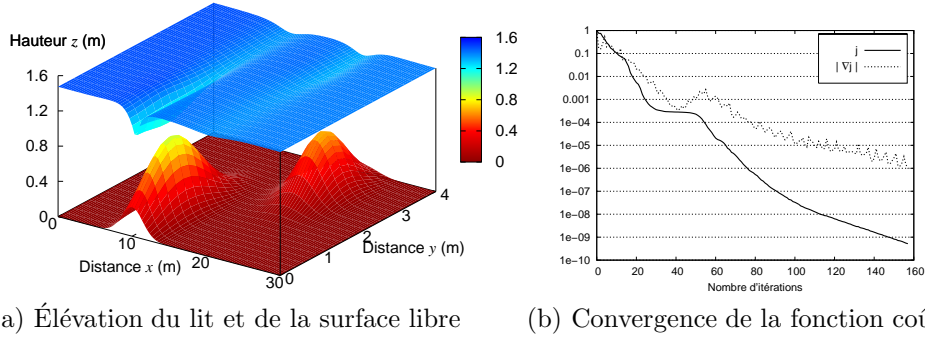 Hauteur z (m)
1.6
1.2
0.8
0.4
0
0
10
20
30
Distance x (m)
0
1
2
3
4
Distance y (m)
1.6
1.2
0.8
0.4
0
a) Élévation du lit et de la surface libre
1
0.1
0.01
0.001
1e-04
1e-05
1e-06
1e-07
1e-08
1e-09
1e-10
0 20 40 60 80 100 120 140 160
Nombre d'itérations
j
| ∇j |
(b) Convergence de la fonction coû